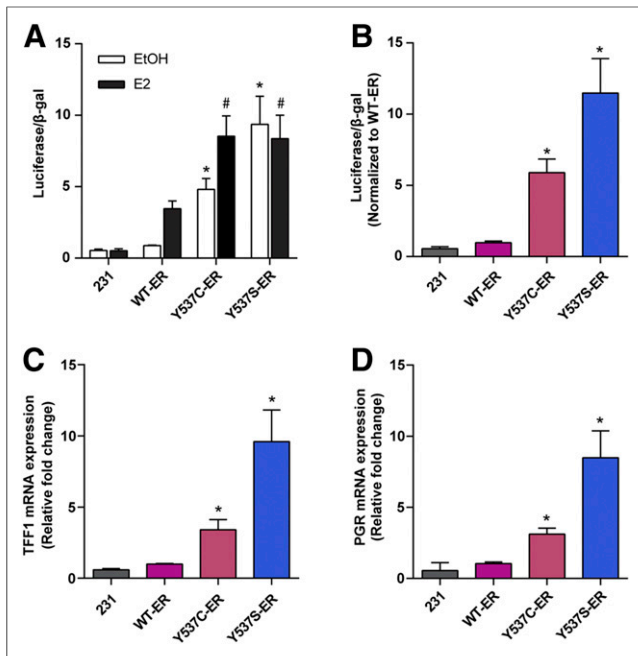 A
Luciferase/β-gal
15
10
5
0
EtOH
E2
*
#
*
#
231
WT-ER
Y537C-ER
Y537S-ER
B
Luciferase/β-gal
(Normalized to WT-ER)
15
10
5
0
*
*
231
WT-ER
Y537C-ER
Y537S-ER
C
TFF1 mRNA expression
(Relative fold change)
15
10
5
0
*
*
231
WT-ER
Y537C-ER
Y537S-ER
D
PGR mRNA expression
(Relative fold change)
15
10
5
0
*
*
231
WT-ER
Y537C-ER
Y537S-ER